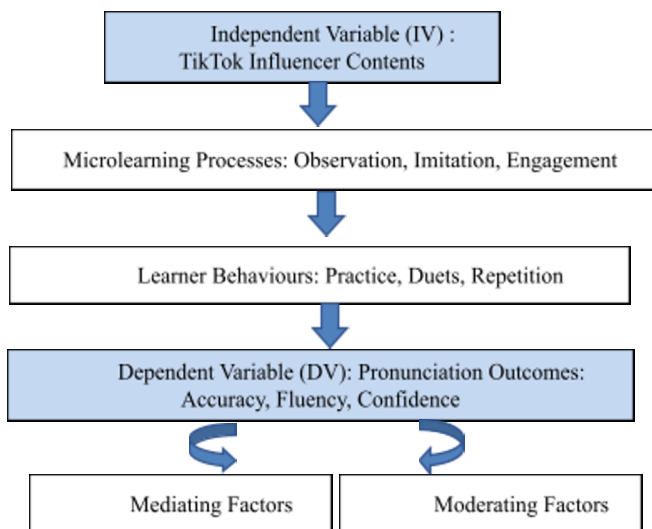 Independent Variable (IV) :
TikTok Influencer Contents
Microlearning Processes: Observation, Imitation, Engagement
Learner Behaviours: Practice, Duets, Repetition
Dependent Variable (DV): Pronunciation Outcomes:
Accuracy, Fluency, Confidence
Mediating Factors
Moderating Factors